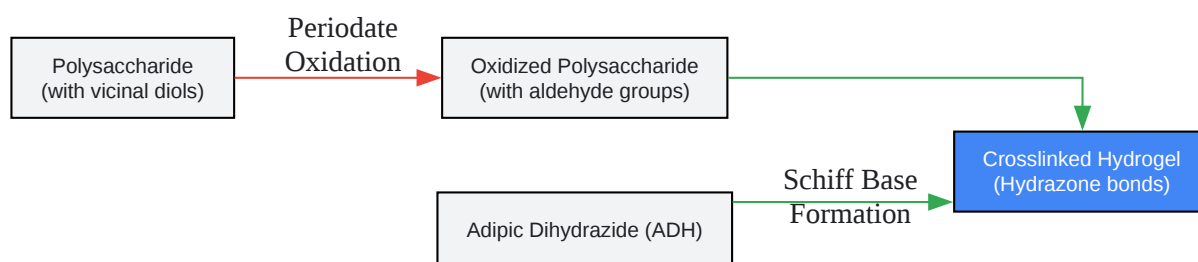 Polysaccharide
(with vicinal diols)
Periodate
Oxidation
Oxidized Polysaccharide
(with aldehyde groups)
Adipic Dihydrazide (ADH)
Schiff Base
Formation
Crosslinked Hydrogel
(Hydrazone bonds)